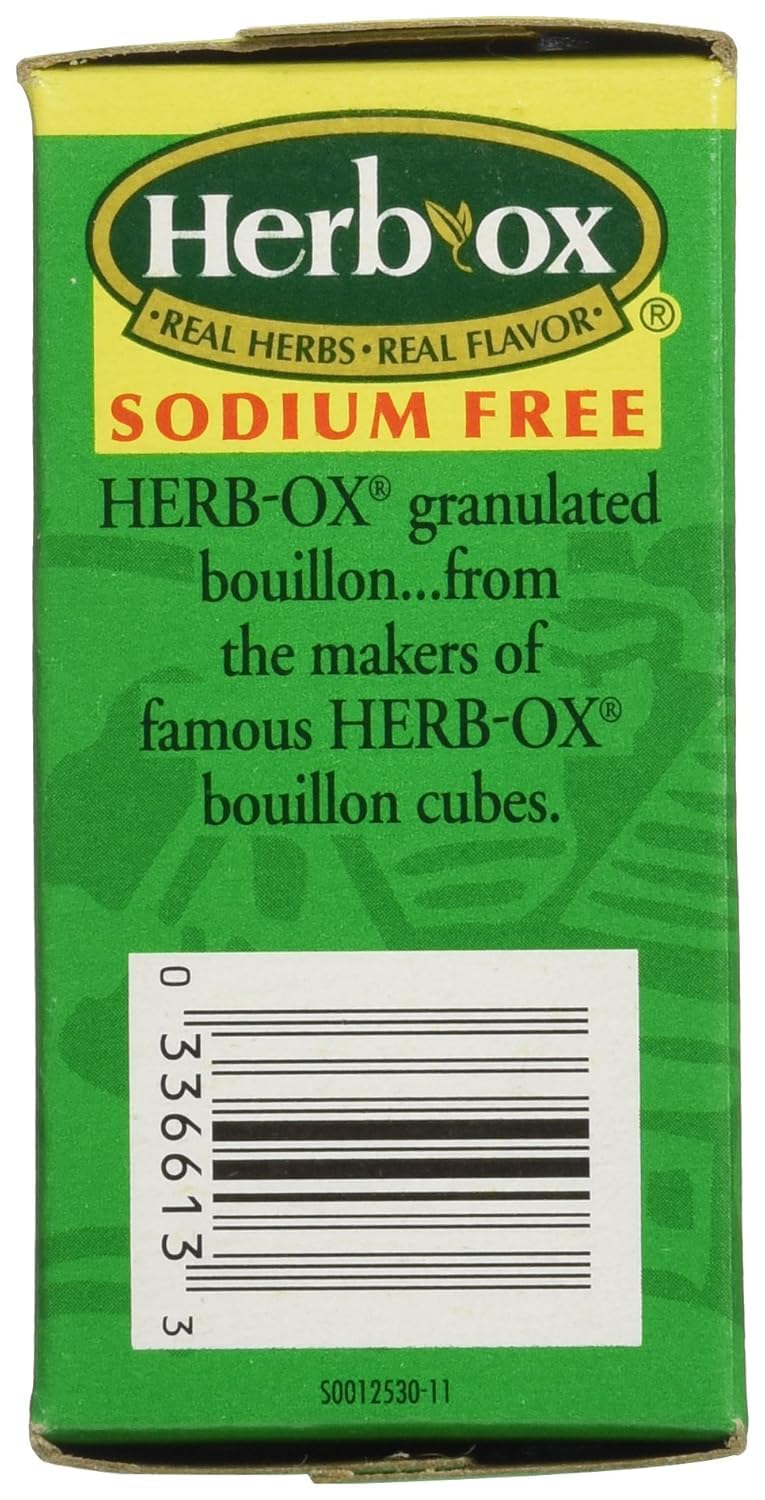 Herb ox
•REAL HERBS•REAL FLAVOR•
®
SODIUM FREE
HERB-OX® granulated
bouillon...from
the makers of
famous HERB-OX®
bouillon cubes.
0 336613 3
S0012530-11